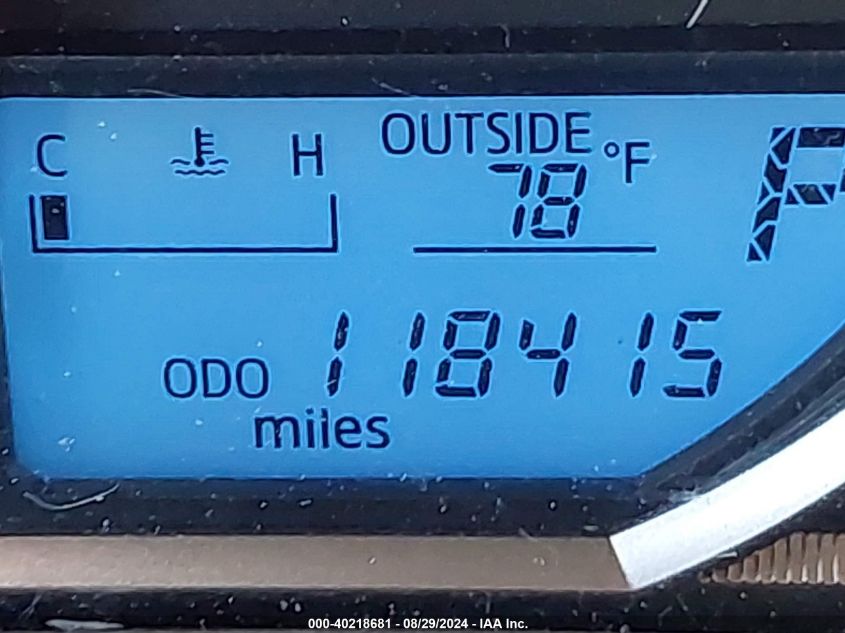 C H OUTSIDE °F
78
P
ODO 118415
miles
000-40218681 - 08/29/2024 - IAA Inc.